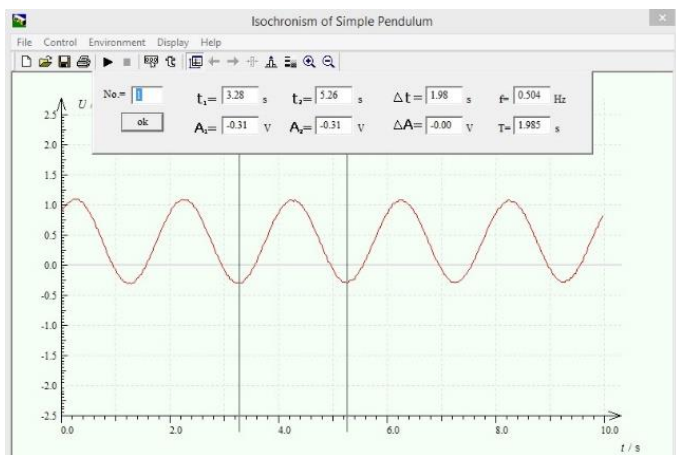 Isochronism of Simple Pendulum
File Control Environment Display Help
No.= 1 t₁= 3.28 s t₂= 5.26 s △t= 1.98 s f= 0.504 Hz
ok A₁= -0.31 V A₂= -0.31 V △A= -0.00 V T= 1.985 s
U /
2.5
2.0
1.5
1.0
0.5
0.0
-0.5
-1.0
-1.5
-2.0
-2.5
0.0 2.0 4.0 6.0 8.0 10.0
t / s